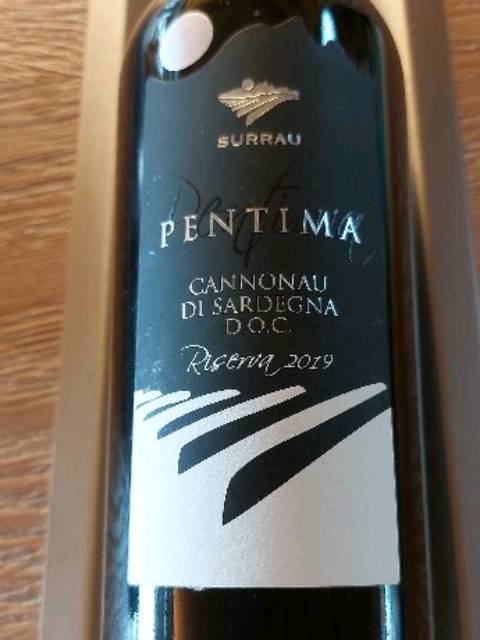 SURRAU
PENTIMA
CANNONAU
DI SARDEGNA
D.O.C.
Riserva 2019